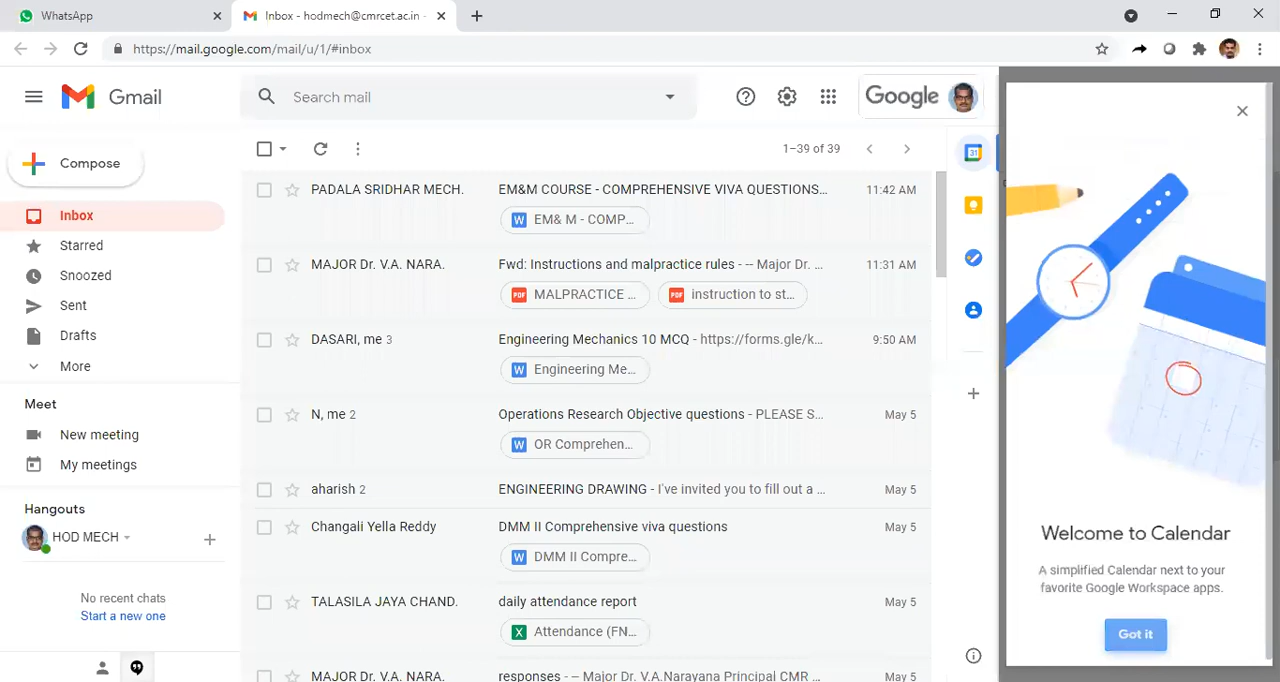 WhatsApp
Inbox - hodmech@cmrcet.ac.in -
https://mail.google.com/mail/u/1/#inbox
Gmail
Search mail
Google
Compose
1–39 of 39
Inbox
Starred
Snoozed
Sent
Drafts
More
Meet
New meeting
My meetings
Hangouts
HOD MECH
No recent chats
Start a new one
PADALA SRIDHAR MECH. EM&M COURSE - COMPREHENSIVE VIVA QUESTIONS... 11:42 AM
W EM& M - COMP...
MAJOR Dr. V.A. NARA. Fwd: Instructions and malpractice rules - -- Major Dr. ... 11:31 AM
PDF MALPRACTICE ... PDF instruction to st...
DASARI, me 3 Engineering Mechanics 10 MCQ - https://forms.gle/k... 9:50 AM
W Engineering Me...
N, me 2 Operations Research Objective questions - PLEASE S... May 5
W OR Comprehen...
aharish 2 ENGINEERING DRAWING - I've invited you to fill out a ... May 5
Changali Yella Reddy DMM II Comprehensive viva questions May 5
W DMM II Compre...
TALASILA JAYA CHAND. daily attendance report May 5
X Attendance (FN...
MAJOR Dr. V.A. NARA. responses - -- Major Dr. V.A.Narayana Principal CMR ... May 5
31
Welcome to Calendar
A simplified Calendar next to your
favorite Google Workspace apps.
Got it